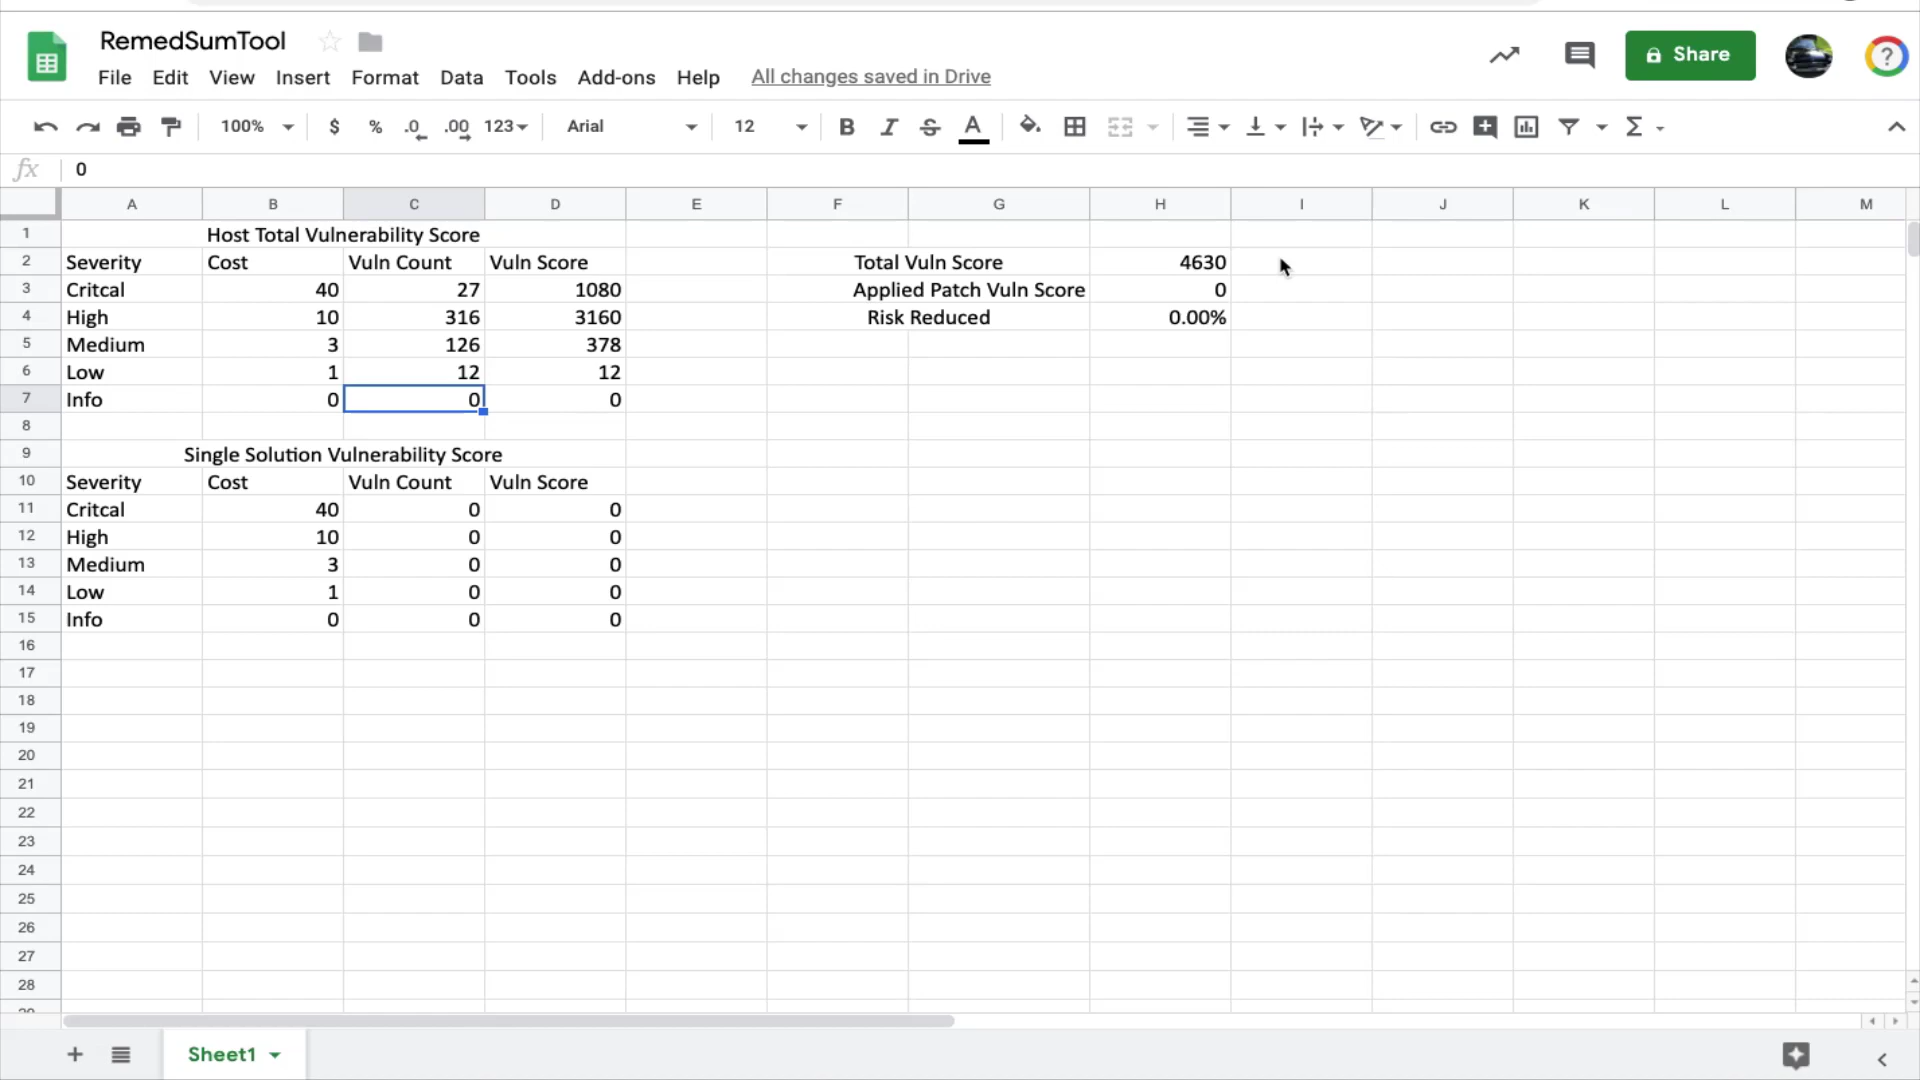 RemedSumTool
File Edit View Insert Format Data Tools Add-ons Help All changes saved in Drive
Share
?
100% $ % .0 .00 123 Arial 12 B I S A Σ
fx 0
A B C D E F G H I J K L M
1 Host Total Vulnerability Score
2 Severity Cost Vuln Count Vuln Score Total Vuln Score 4630
3 Critcal 40 27 1080 Applied Patch Vuln Score 0
4 High 10 316 3160 Risk Reduced 0.00%
5 Medium 3 126 378
6 Low 1 12 12
7 Info 0 0 0
8
9 Single Solution Vulnerability Score
10 Severity Cost Vuln Count Vuln Score
11 Critcal 40 0 0
12 High 10 0 0
13 Medium 3 0 0
14 Low 1 0 0
15 Info 0 0 0
16
17
18
19
20
21
22
23
24
25
26
27
28
Sheet1